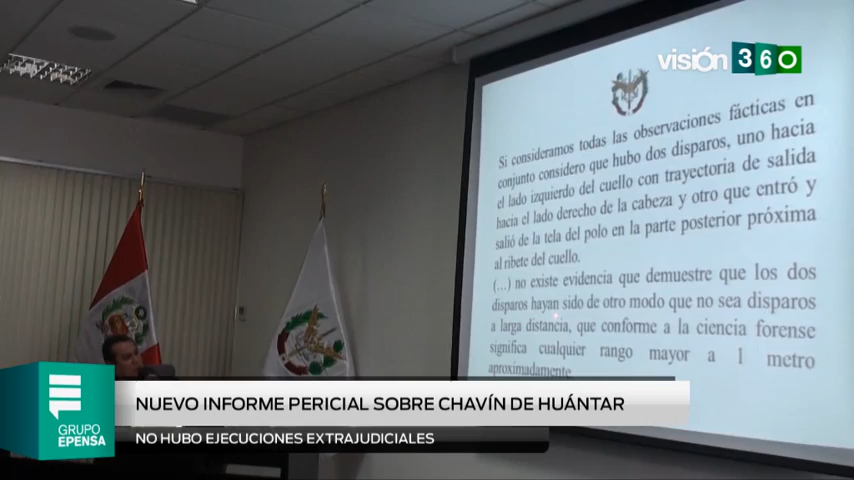 visión 360
Si consideramos todas las observaciones fácticas en
conjunto considero que hubo dos disparos, uno hacia
el lado izquierdo del cuello con trayectoria de salida
hacia el lado derecho de la cabeza y otro que entró y
salió de la tela del polo en la parte posterior próxima
al ribete del cuello.
(...) no existe evidencia que demuestre que los dos
disparos hayan sido de otro modo que no sea disparos
a larga distancia, que conforme a la ciencia forense
significa cualquier rango mayor a 1 metro
aproximadamente
NUEVO INFORME PERICIAL SOBRE CHAVÍN DE HUÁNTAR
GRUPO
EPENSA
NO HUBO EJECUCIONES EXTRAJUDICIALES